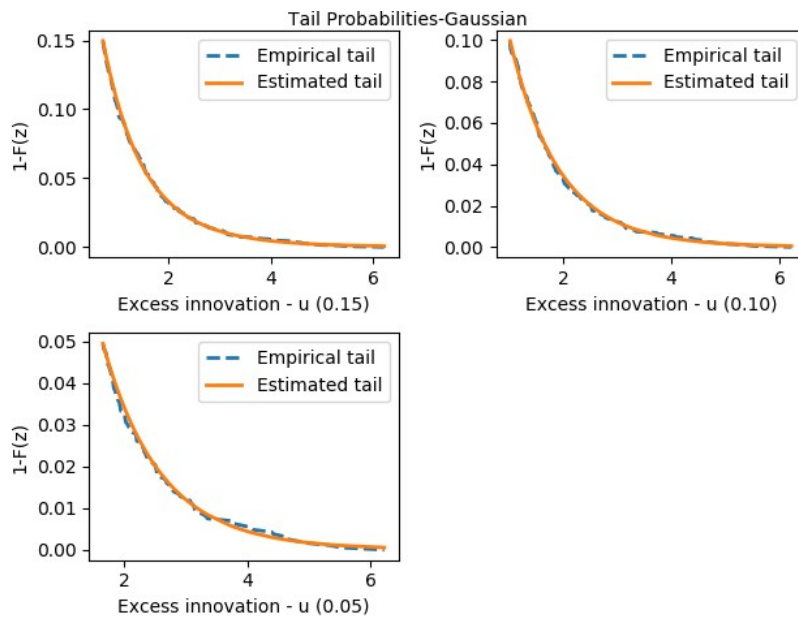 Tail Probabilities-Gaussian
0.15
0.10
0.05
0.00
1-F(z)
Empirical tail
Estimated tail
2
4
6
Excess innovation - u (0.15)
0.10
0.08
0.06
0.04
0.02
0.00
1-F(z)
Empirical tail
Estimated tail
2
4
6
Excess innovation - u (0.10)
0.05
0.04
0.03
0.02
0.01
0.00
1-F(z)
Empirical tail
Estimated tail
2
4
6
Excess innovation - u (0.05)